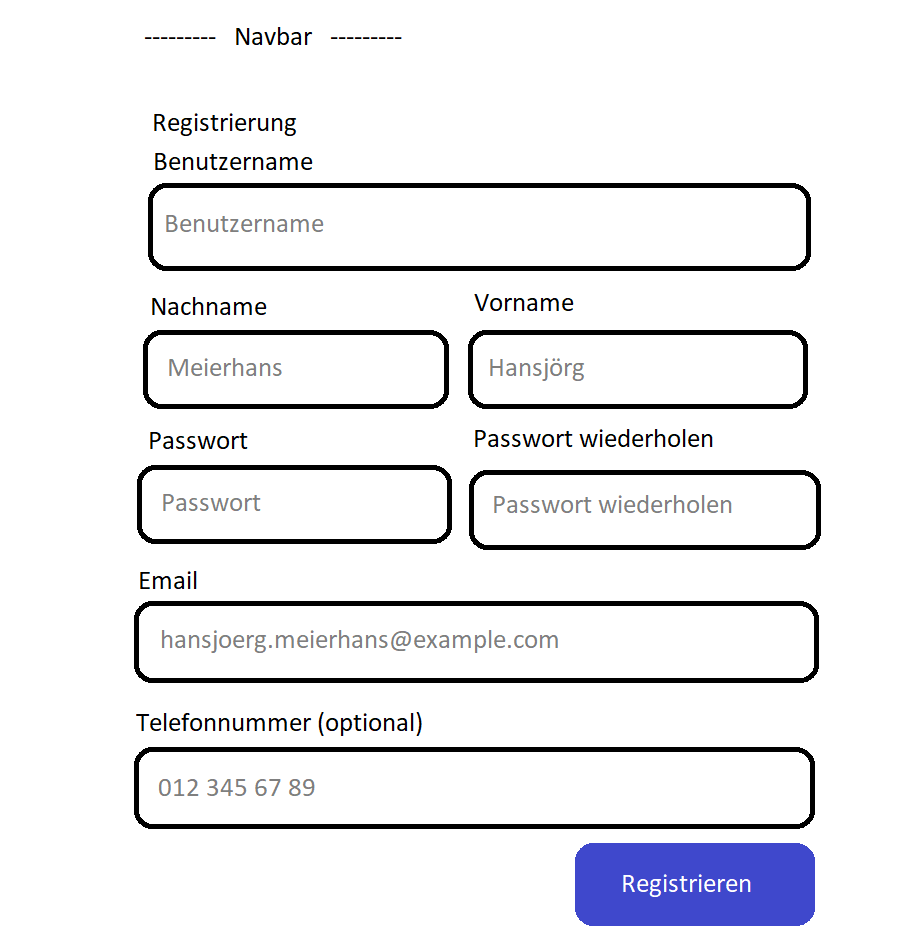 --------- Navbar ---------
Registrierung
Benutzername
Benutzername
Nachname Vorname
Meierhans Hansjörg
Passwort Passwort wiederholen
Passwort Passwort wiederholen
Email
hansjoerg.meierhans@example.com
Telefonnummer (optional)
012 345 67 89
Registrieren